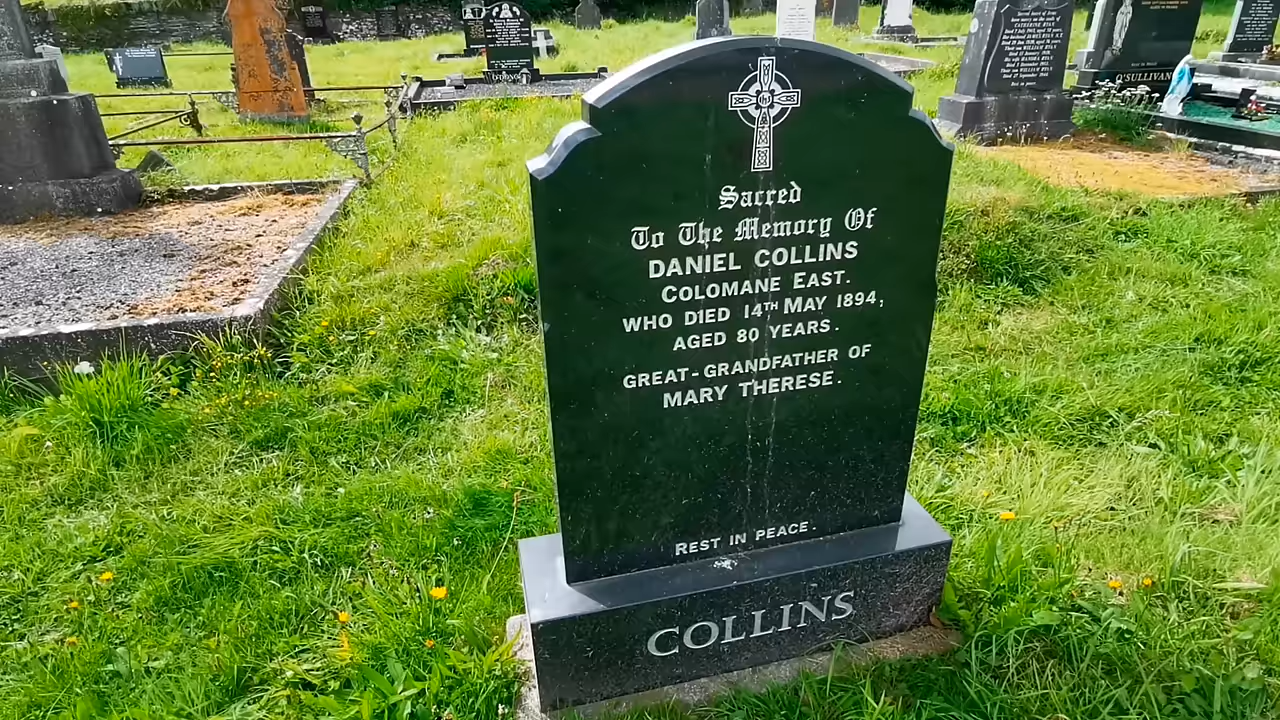 Sacred
To The Memory Of
DANIEL COLLINS
COLOMANE EAST.
WHO DIED 14TH MAY 1894,
AGED 80 YEARS.
GREAT-GRANDFATHER OF
MARY THERESE.
REST IN PEACE.
COLLINS
O'SULLIVAN